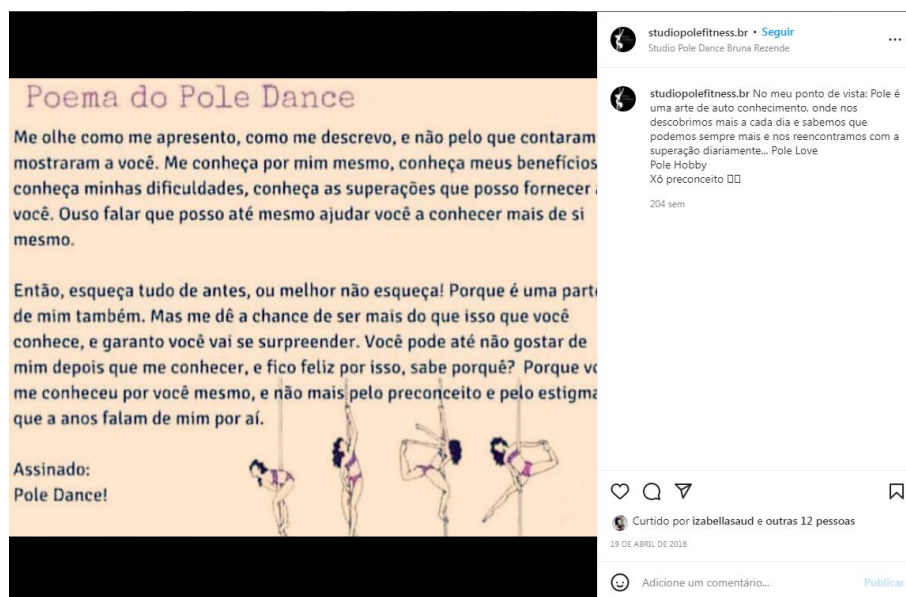 Poema do Pole Dance
Me olhe como me apresento, como me descrevo, e não pelo que contaram
mostraram a você. Me conheça por mim mesmo, conheça meus benefícios
conheça minhas dificuldades, conheça as superações que posso fornecer
você. Ouso falar que posso até mesmo ajudar você a conhecer mais de si
mesmo.
Então, esqueça tudo de antes, ou melhor não esqueça! Porque é uma parte
de mim também. Mas me dê a chance de ser mais do que isso que você
conhece, e garanto você vai se surpreender. Você pode até não gostar de
mim depois que me conhecer, e fico feliz por isso, sabe porquê? Porque vo
me conheceu por você mesmo, e não mais pelo preconceito e pelo estigma
que a anos falam de mim por aí.
Assinado:
Pole Dance!
studiopolefitness.br • Seguir
Studio Pole Dance Bruna Rezende
studiopolefitness.br No meu ponto de vista: Pole é
uma arte de auto conhecimento, onde nos
descobrimos mais a cada dia e sabemos que
podemos sempre mais e nos reencontramos com a
superação diariamente... Pole Love
Pole Hobby
Xô preconceito
204 sem
Curtido por izabellasaud e outras 12 pessoas
19 DE ABRIL DE 2018
Adicione um comentário... Publicar